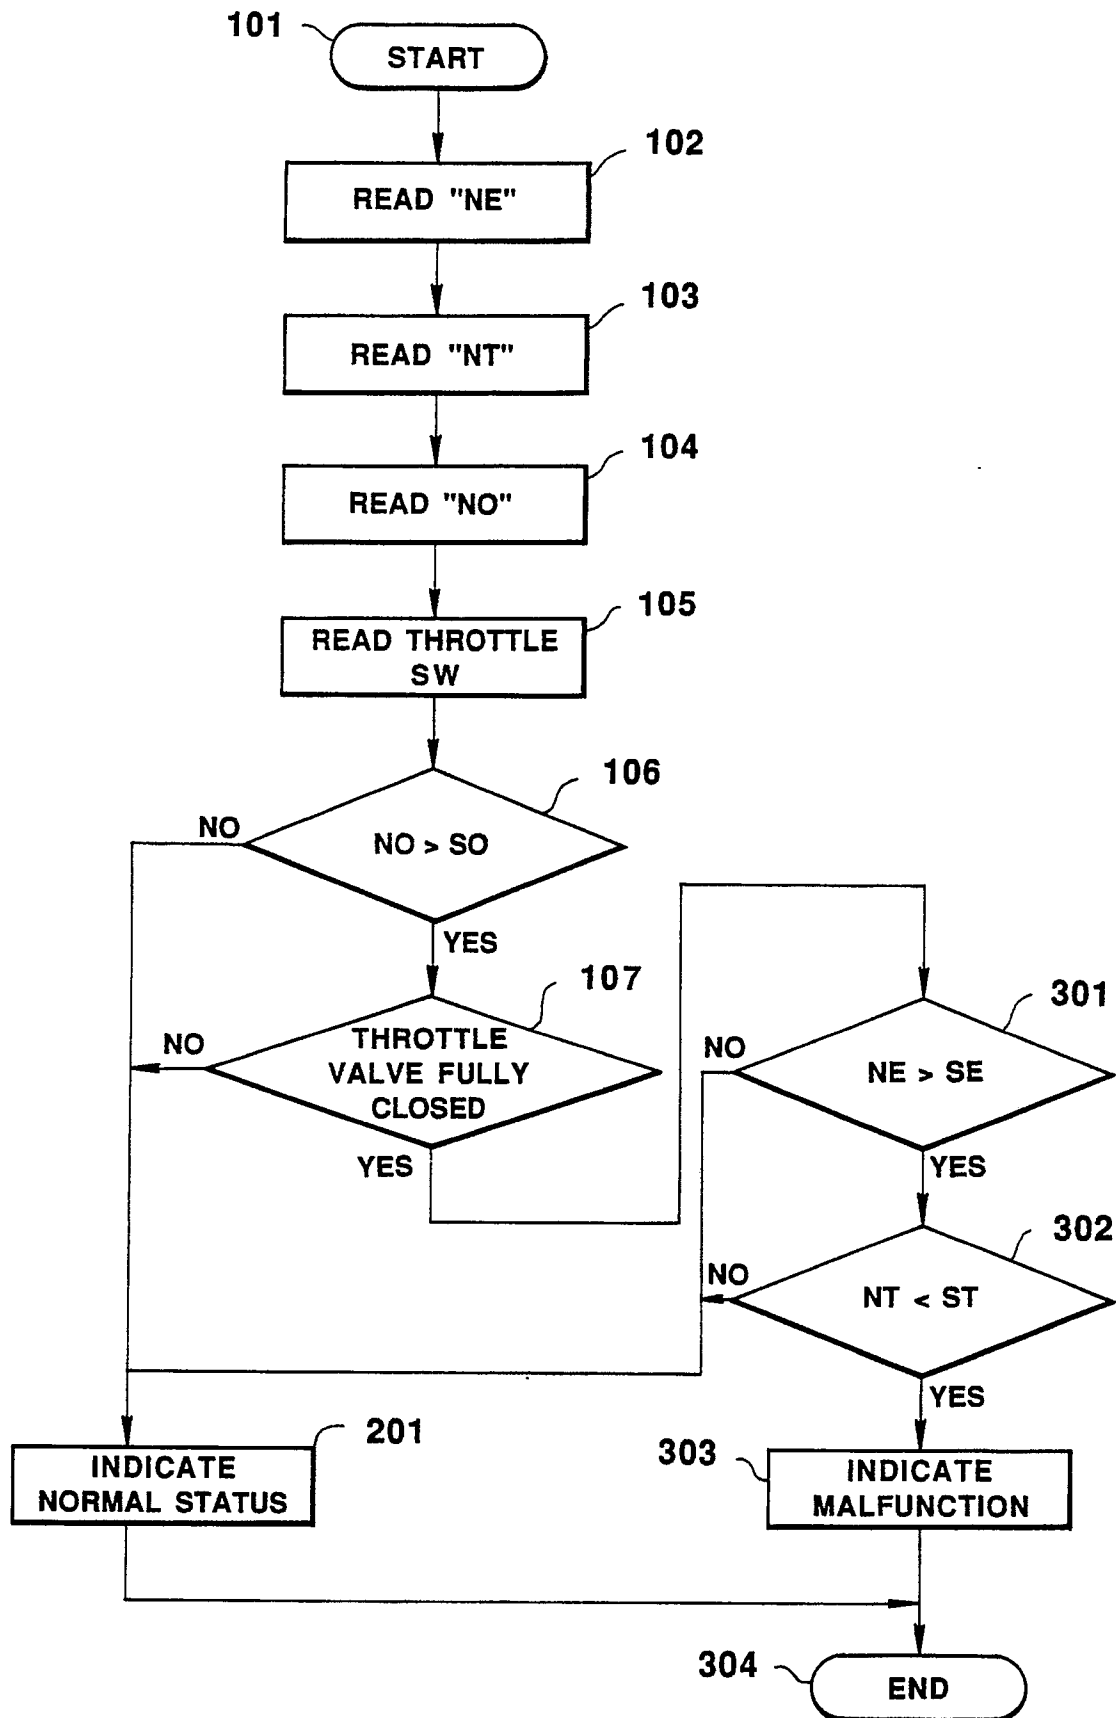 101
START
102
READ "NE"
103
READ "NT"
104
READ "NO"
105
READ THROTTLE
SW
106
NO
NO > SO
YES
107
NO
THROTTLE
VALVE FULLY
CLOSED
YES
301
NO
NE > SE
YES
302
NO
NT < ST
YES
201
INDICATE
NORMAL STATUS
303
INDICATE
MALFUNCTION
304
END